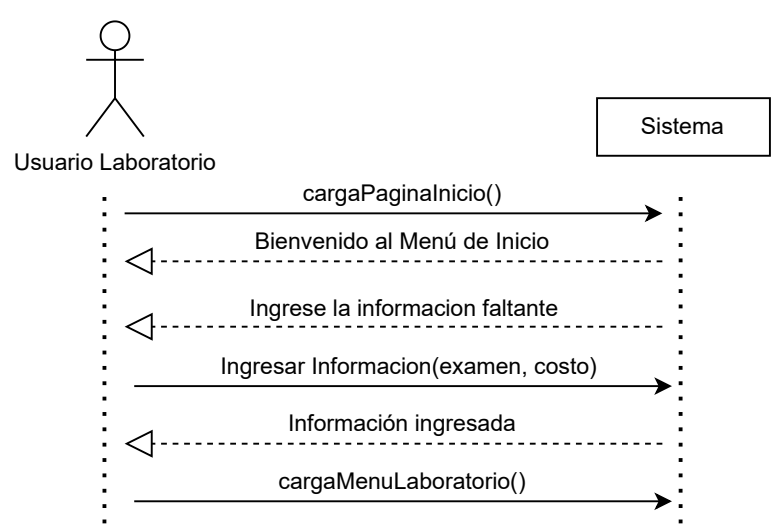 Usuario Laboratorio
Sistema
cargaPaginaInicio()
Bienvenido al Menú de Inicio
Ingrese la informacion faltante
Ingresar Informacion(examen, costo)
Información ingresada
cargaMenuLaboratorio()